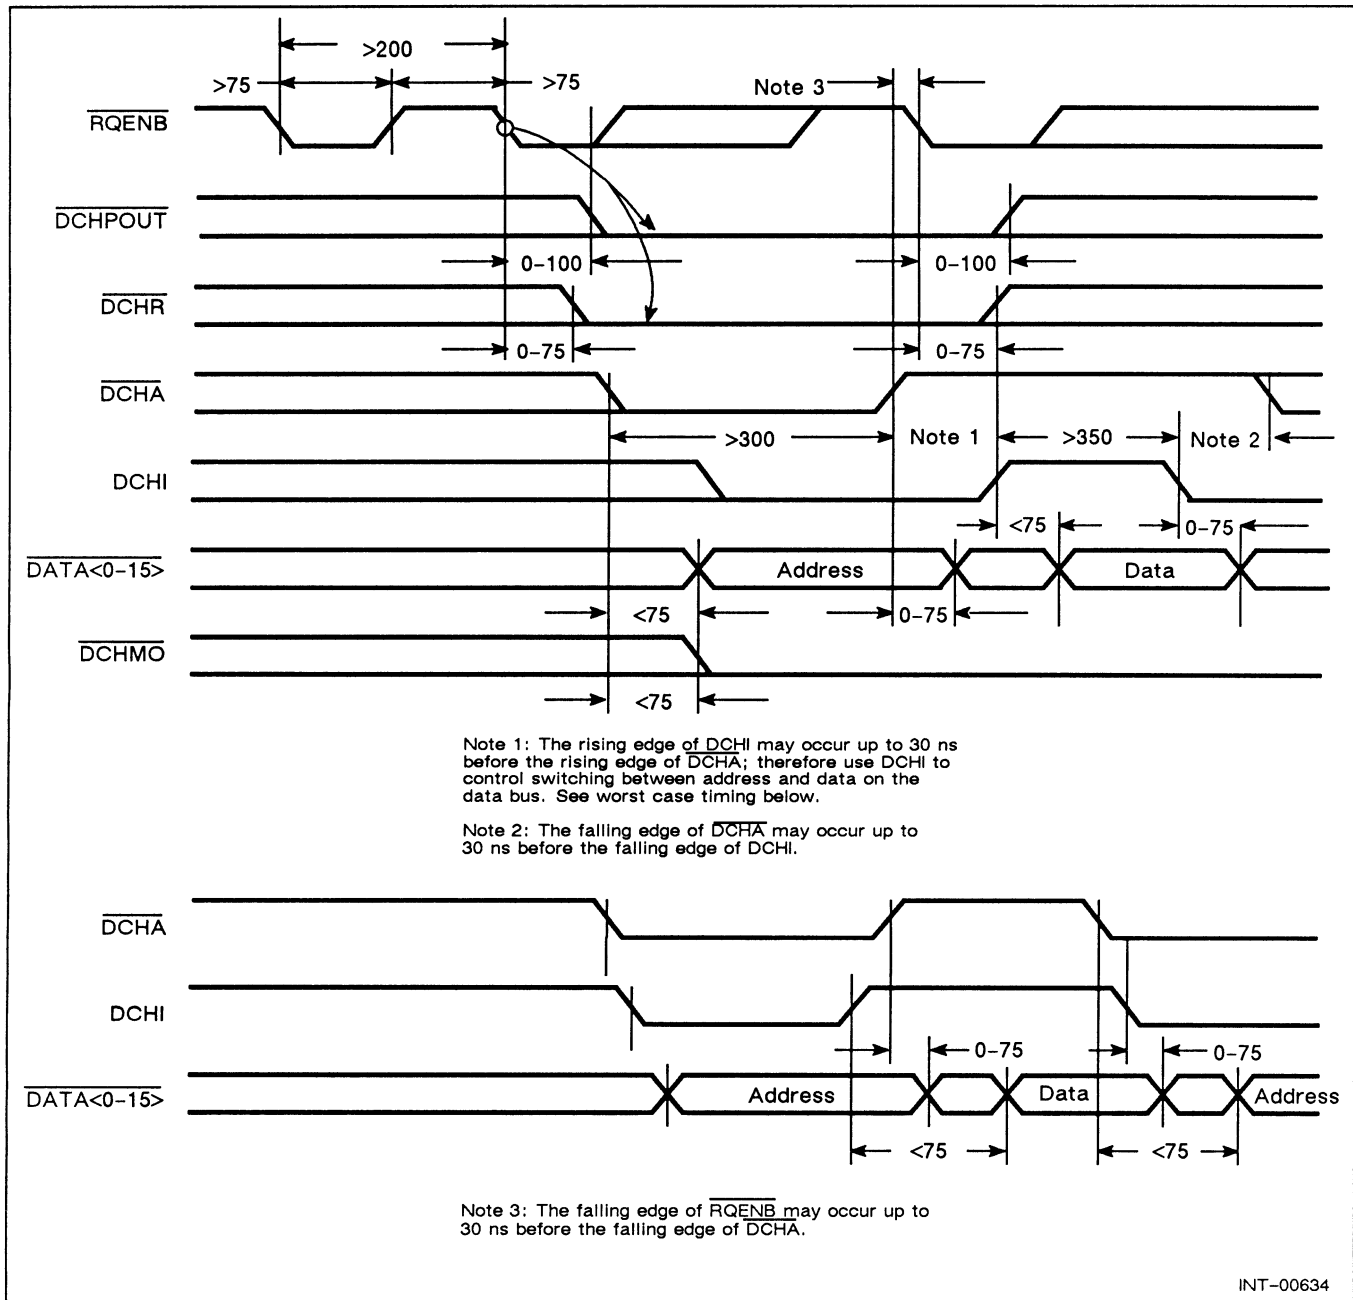 >200
>75 >75 Note 3
RQENB
DCHPOUT
0-100 0-100
DCHR
0-75 0-75
DCHA
>300 Note 1 >350 Note 2
DCHI
<75 0-75
DATA<0-15> Address Data
<75 0-75
DCHMO
<75
Note 1: The rising edge of DCHI may occur up to 30 ns
before the rising edge of DCHA; therefore use DCHI to
control switching between address and data on the
data bus. See worst case timing below.
Note 2: The falling edge of DCHA may occur up to
30 ns before the falling edge of DCHI.
DCHA
DCHI
0-75 0-75
DATA<0-15> Address Data Address
<75 <75
Note 3: The falling edge of RQENB may occur up to
30 ns before the falling edge of DCHA.
INT-00634